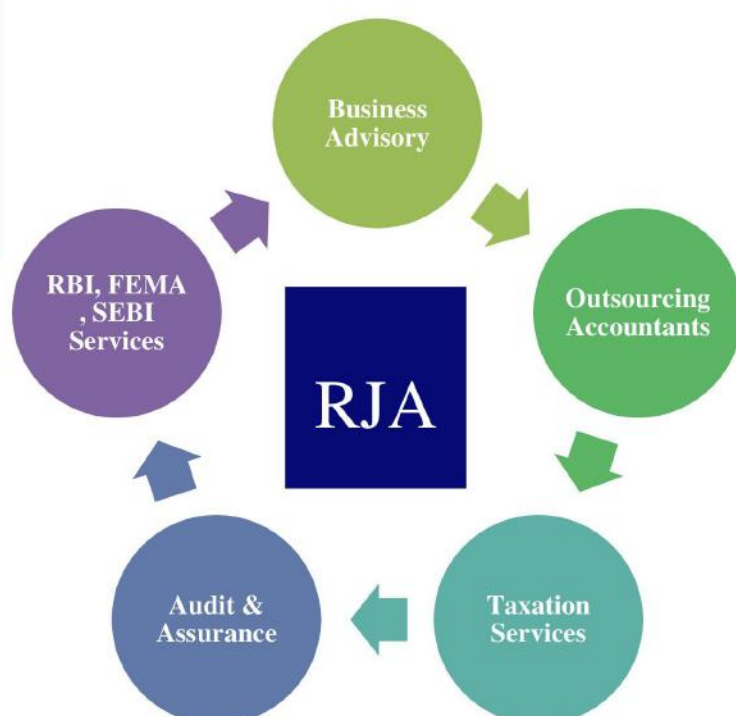 Business
Advisory
Outsourcing
Accountants
Taxation
Services
Audit &
Assurance
RBI, FEMA
, SEBI
Services
RJA